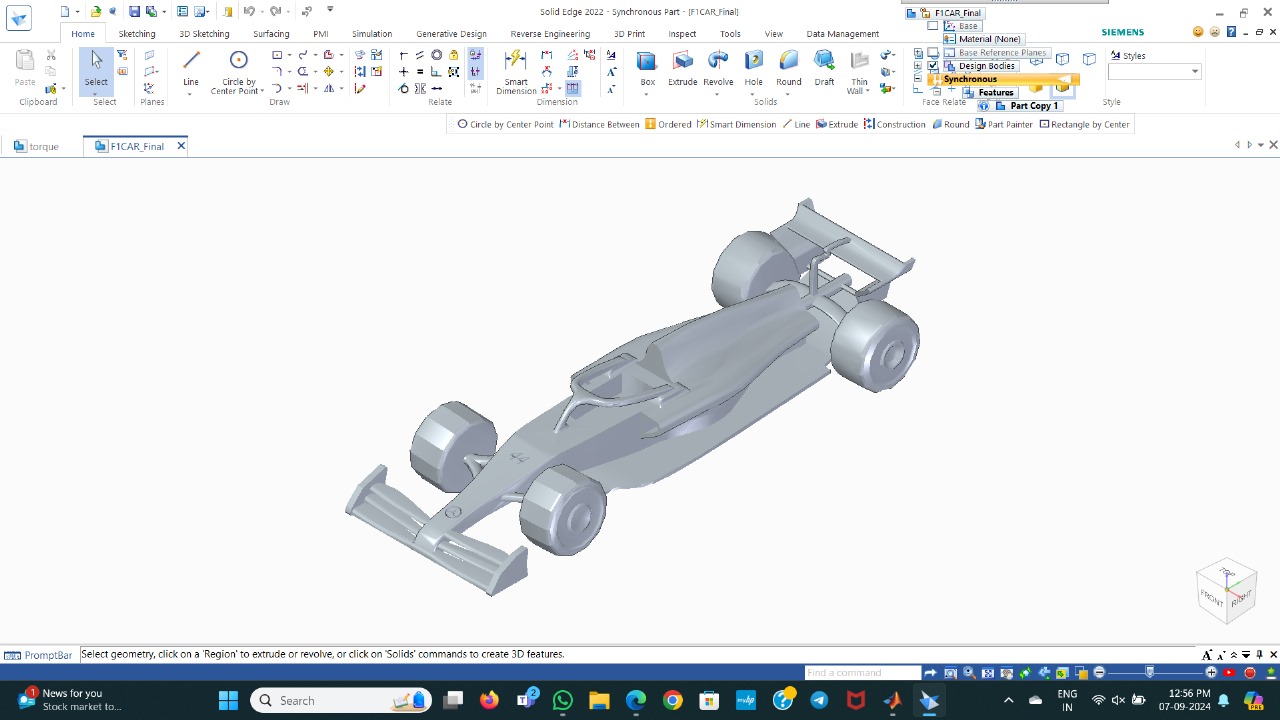 Solid Edge 2022 - Synchronous Part - [F1CAR_Final]
F1CAR_Final
Base
Material (None)
Base Reference Planes
Design Bodies
Synchronous
Features
Part Copy 1
Home Sketching 3D Sketching Surfacing PMI Simulation Generative Design Reverse Engineering 3D Print Inspect Tools View Data Management
SIEMENS
Paste
Select
Line
Circle by Center Point
Smart Dimension
Box
Extrude
Revolve
Hole
Round
Draft
Thin Wall
Styles
Clipboard Select Planes Draw Relate Dimension Solids Face Relate Style
Circle by Center Point Distance Between Ordered Smart Dimension Line Extrude Construction Round Part Painter Rectangle by Center
torque F1CAR_Final
44
TOP
FRONT RIGHT
PromptBar Select geometry, click on a 'Region' to extrude or revolve, or click on 'Solids' commands to create 3D features.
Find a command
1 News for you
Stock market to...
Search
2
hp
ENG
IN
12:56 PM
07-09-2024
PRE